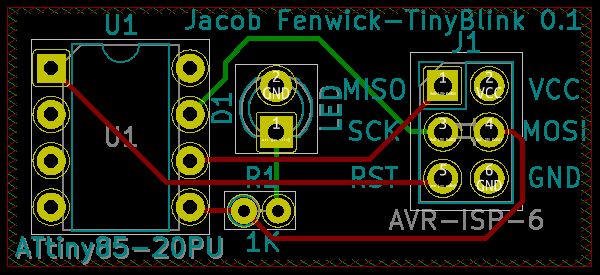 Jacob Fenwick-TinyBlink 0.1
U1
J1
MISO
VCC
1
2
VCC
2
GND
D1
LED
1
U1
SCK
3
4
MOSI
R1
RST
5
6
GND
GND
ATtiny85-20PU
1K
AVR-ISP-6